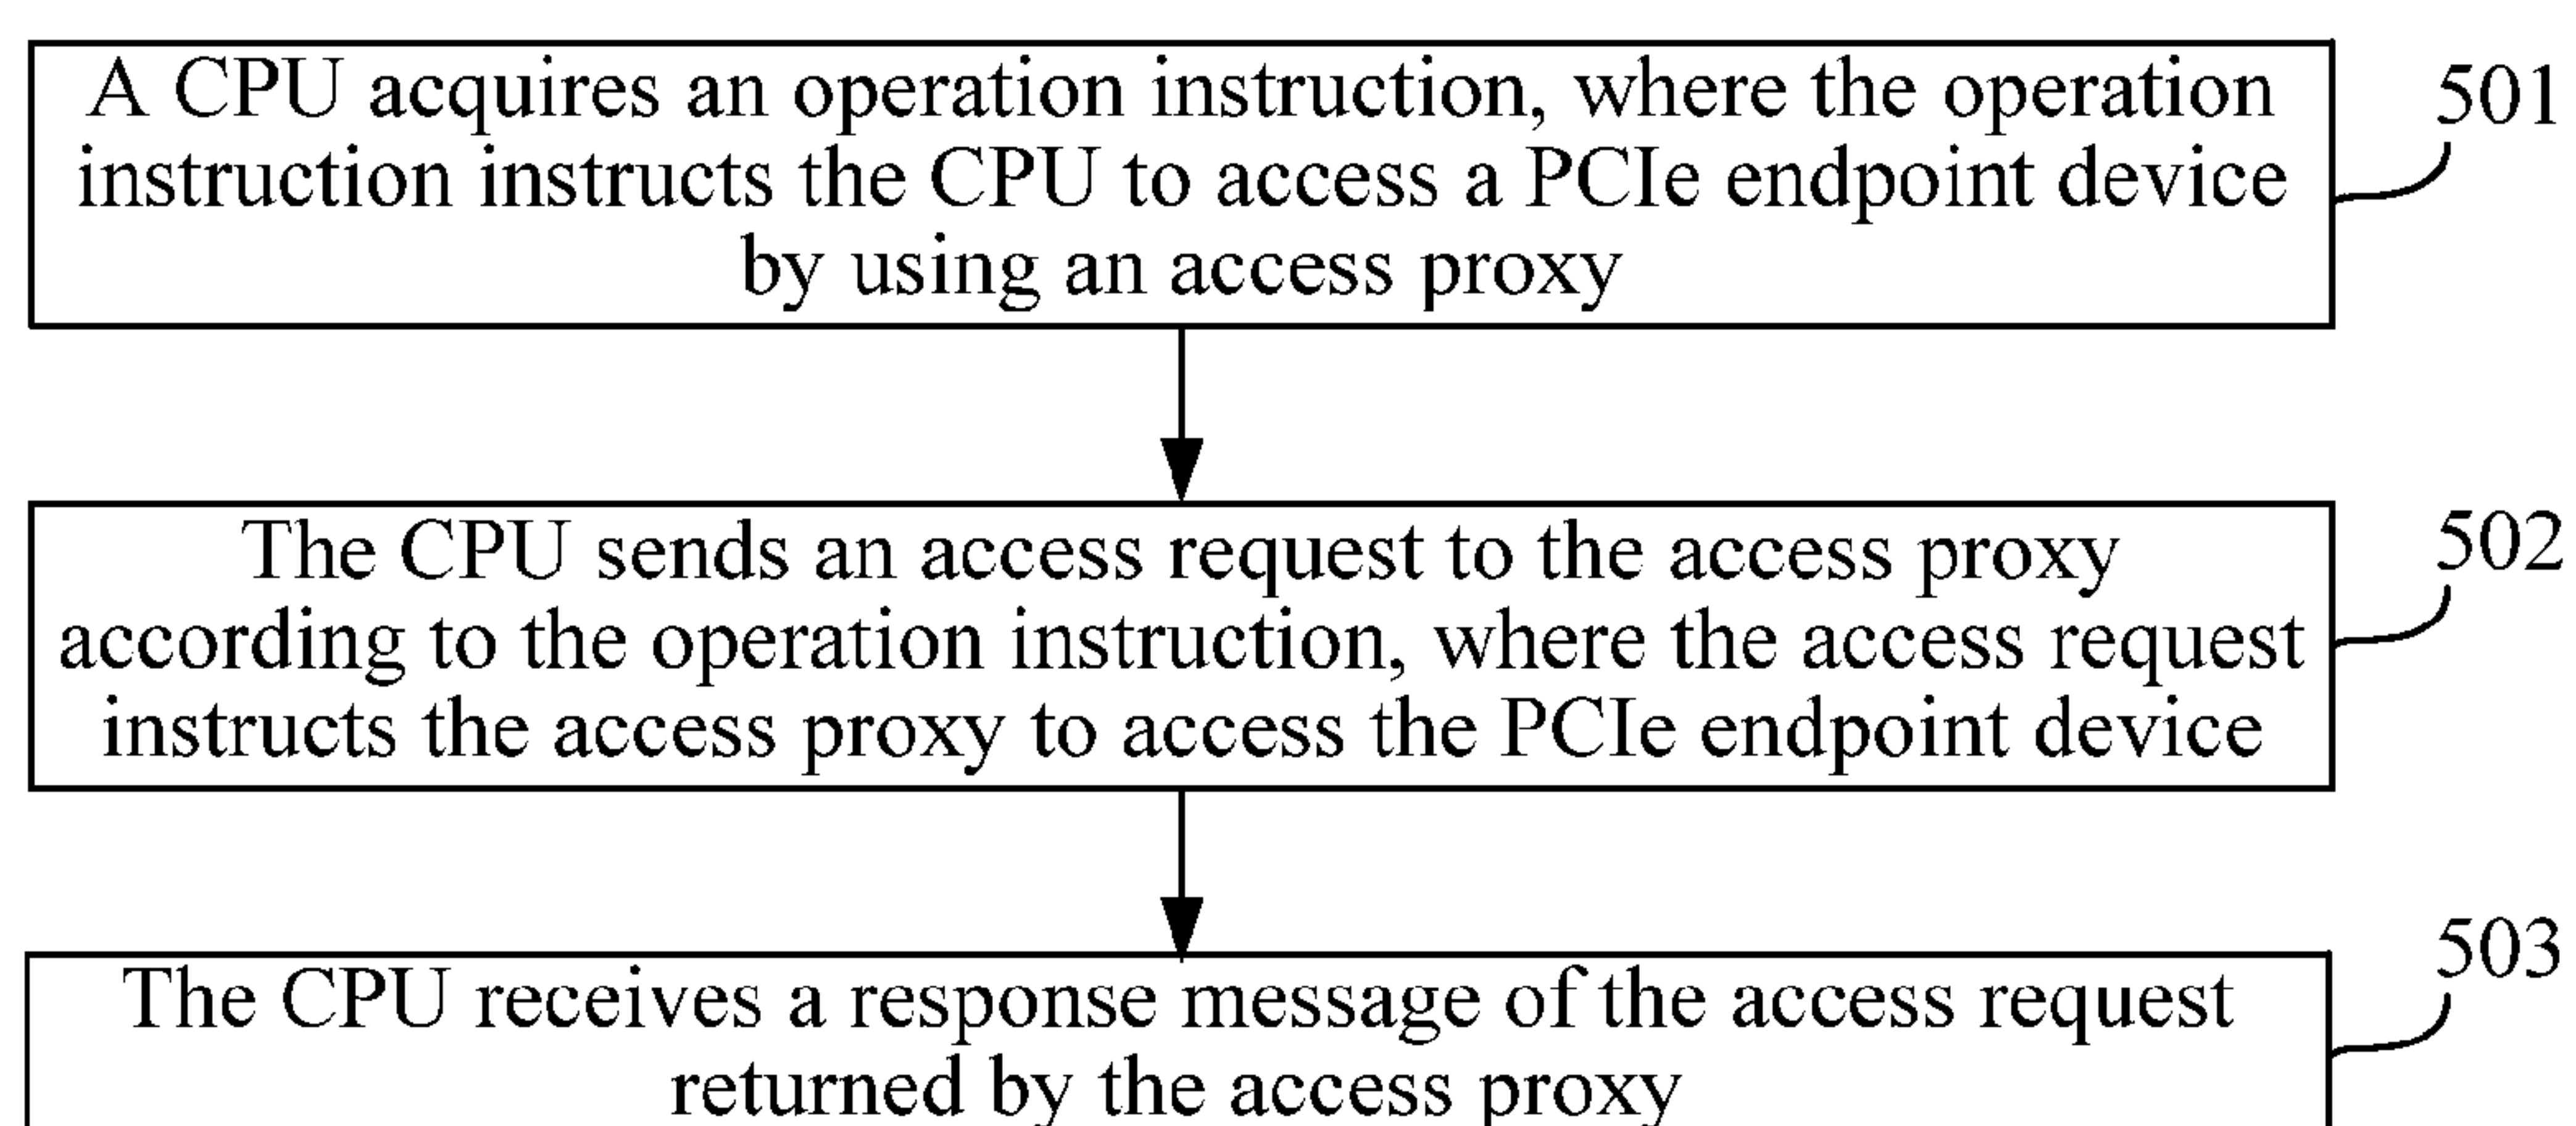 A CPU acquires an operation instruction, where the operation
instruction instructs the CPU to access a PCIe endpoint device
by using an access proxy
501
The CPU sends an access request to the access proxy
according to the operation instruction, where the access request
instructs the access proxy to access the PCIe endpoint device
502
The CPU receives a response message of the access request
returned by the access proxy
503